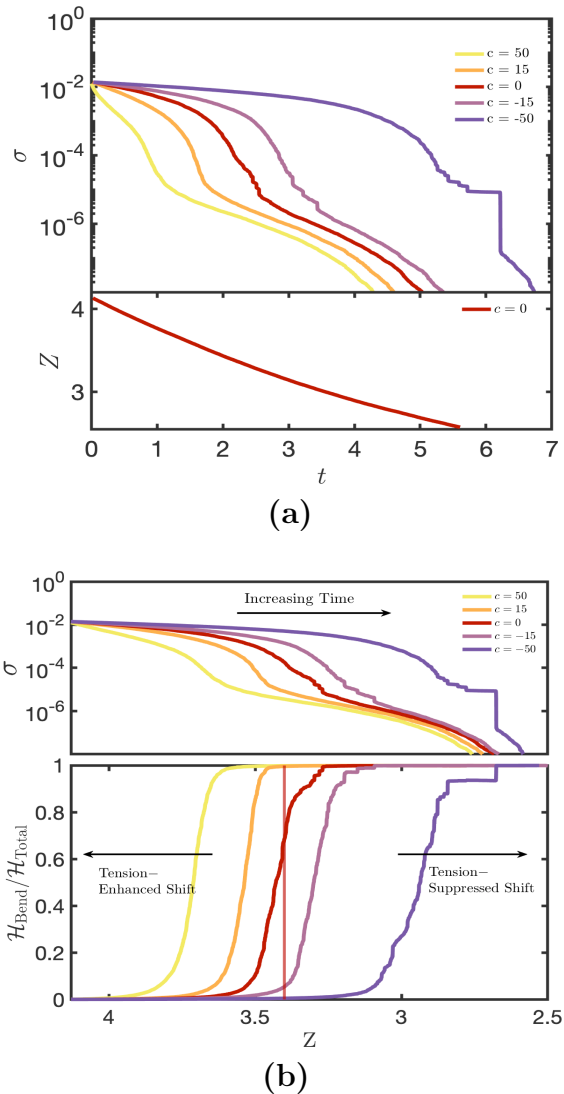 10^0
10^-2
10^-4
10^-6
σ
c = 50
c = 15
c = 0
c = -15
c = -50
4
3
Z
c = 0
0 1 2 3 4 5 6 7
t
(a)
10^0
10^-2
10^-4
10^-6
σ
Increasing Time
c = 50
c = 15
c = 0
c = −15
c = −50
1
0.8
0.6
0.4
0.2
0
ℋ_Bend/ℋ_Total
Tension−
Enhanced Shift
Tension−
Suppressed Shift
4 3.5 3 2.5
Z
(b)